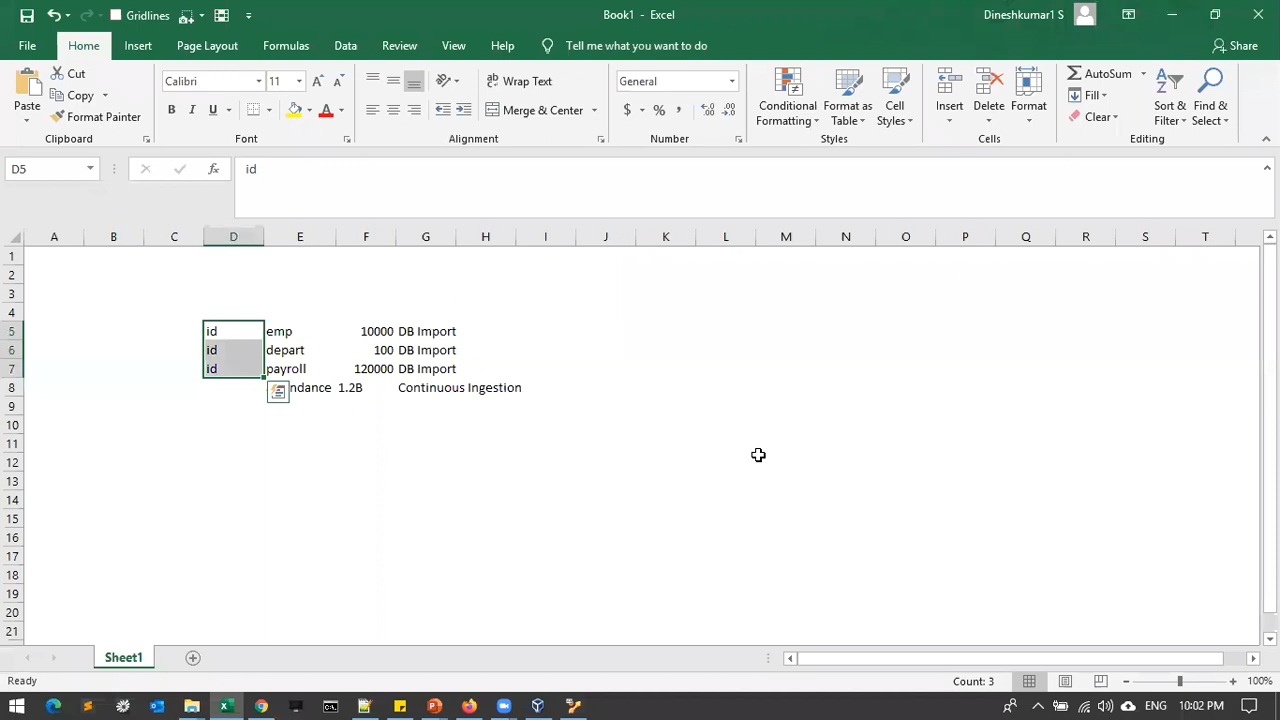 Gridlines Book1 - Excel Dineshkumar1 S
File Home Insert Page Layout Formulas Data Review View Help Tell me what you want to do Share
Paste Cut Copy Format Painter Clipboard
Calibri 11 B I U A Font
Wrap Text Merge & Center Alignment
General $ % , Number
Conditional Formatting Format as Table Cell Styles Styles
Insert Delete Format Cells
AutoSum Fill Clear Sort & Filter Find & Select Editing
D5 fx id
A B C D E F G H I J K L M N O P Q R S T
1
2
3
4
5 id emp 10000 DB Import
6 id depart 100 DB Import
7 id payroll 120000 DB Import
8 ndance 1.2B Continuous Ingestion
9
10
11
12
13
14
15
16
17
18
19
20
21
Sheet1
Ready Count: 3 100%
ENG 10:02 PM